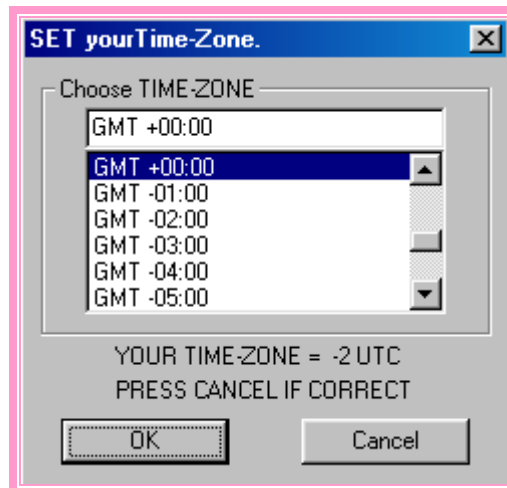 SET yourTime-Zone.
Choose TIME-ZONE
GMT +00:00
GMT +00:00
GMT -01:00
GMT -02:00
GMT -03:00
GMT -04:00
GMT -05:00
YOUR TIME-ZONE = -2 UTC
PRESS CANCEL IF CORRECT
OK
Cancel